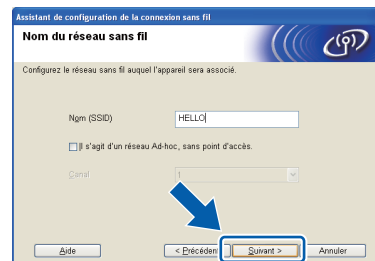 Assistant de configuration de la connexion sans fil
Nom du réseau sans fil
Configurez le réseau sans fil auquel l'appareil sera associé.
Nom (SSID) HELLO
Il s'agit d'un réseau Ad-hoc, sans point d'accès.
Canal 1
Aide < Précédent Suivant > Annuler